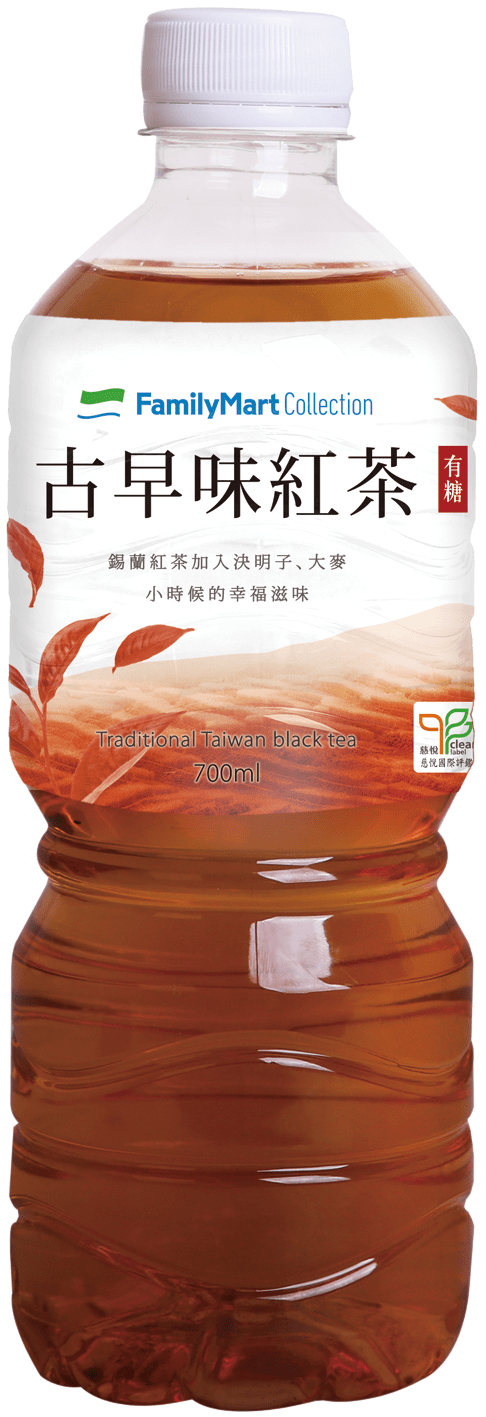 FamilyMart Collection
古早味紅茶
有糖
錫蘭紅茶加入決明子、大麥
小時候的幸福滋味
Traditional Taiwan black tea
700ml
clean
label
慈悅
慈悅國際評鑑